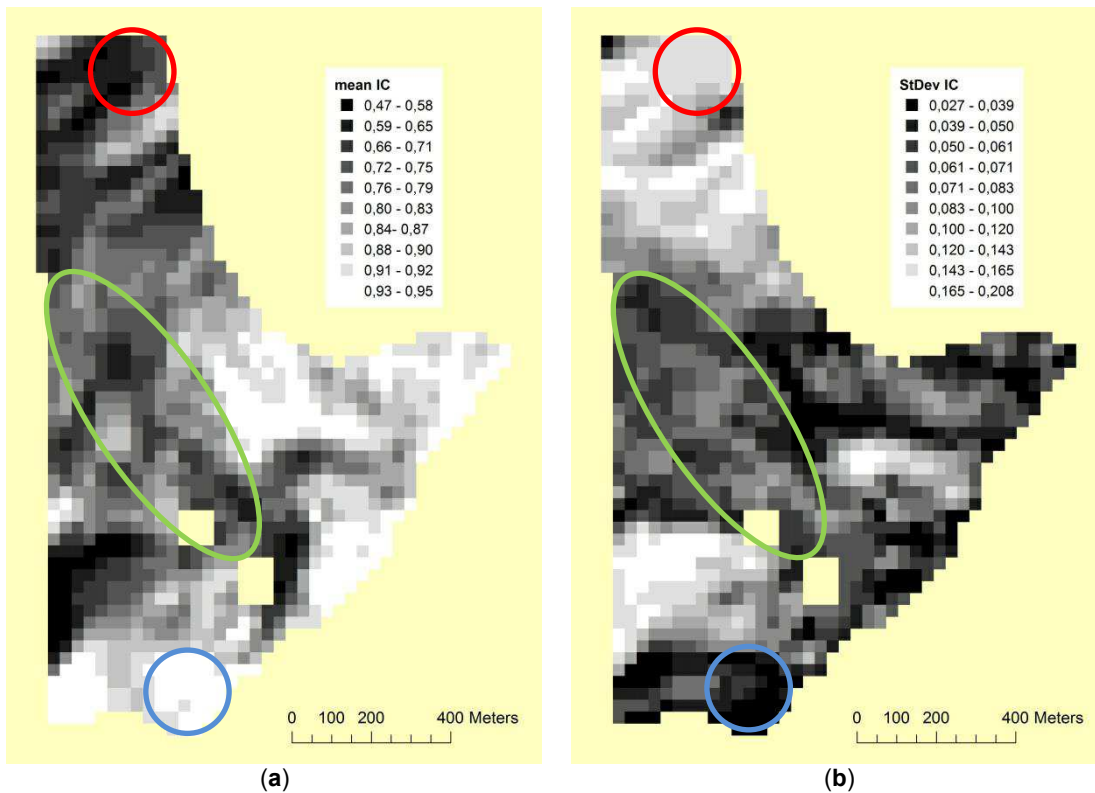 mean IC
0,47 - 0,58
0,59 - 0,65
0,66 - 0,71
0,72 - 0,75
0,76 - 0,79
0,80 - 0,83
0,84- 0,87
0,88 - 0,90
0,91 - 0,92
0,93 - 0,95
0 100 200 400 Meters
(a)
StDev IC
0,027 - 0,039
0,039 - 0,050
0,050 - 0,061
0,061 - 0,071
0,071 - 0,083
0,083 - 0,100
0,100 - 0,120
0,120 - 0,143
0,143 - 0,165
0,165 - 0,208
0 100 200 400 Meters
(b)